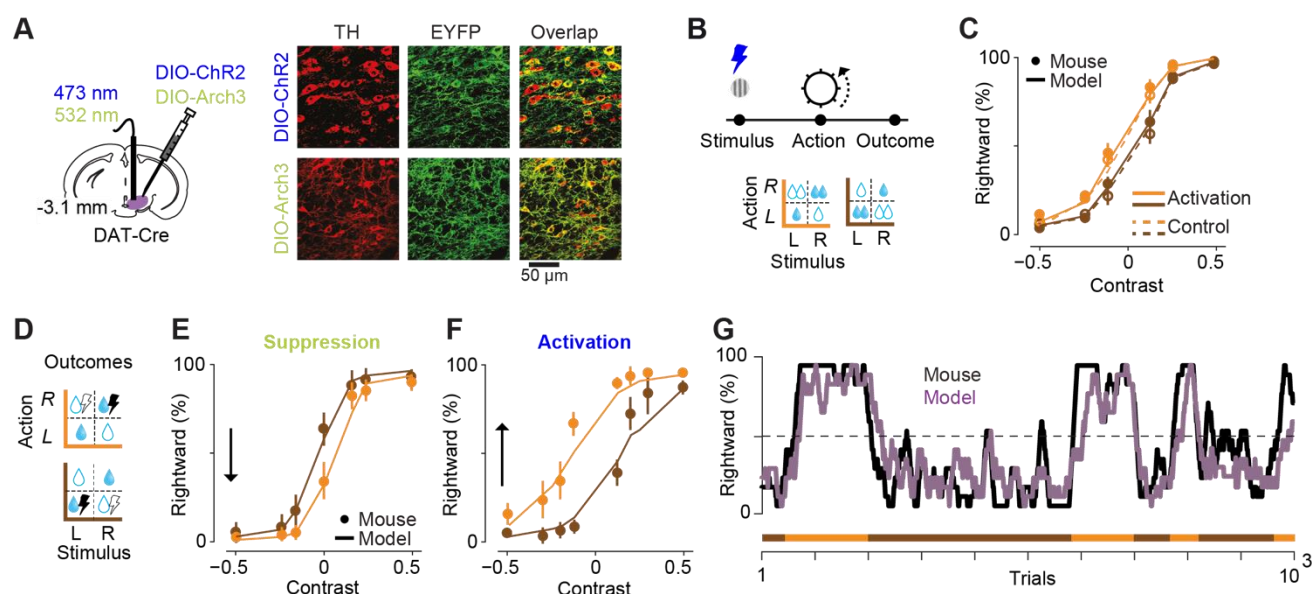 A
473 nm
532 nm
DIO-ChR2
DIO-Arch3
-3.1 mm
DAT-Cre
TH EYFP Overlap
DIO-ChR2
DIO-Arch3
50 µm
B
Stimulus Action Outcome
Action
R
L
L R L R
Stimulus
C
Rightward (%)
100
0
Mouse
Model
Activation
Control
−0.5 0 0.5
Contrast
D
Outcomes
Action
R
L
L R
Stimulus
E
Suppression
Rightward (%)
100
0
Mouse
Model
−0.5 0 0.5
Contrast
F
Activation
Rightward (%)
100
0
−0.5 0 0.5
Contrast
G
Rightward (%)
100
0
Mouse
Model
1 Trials 10 3